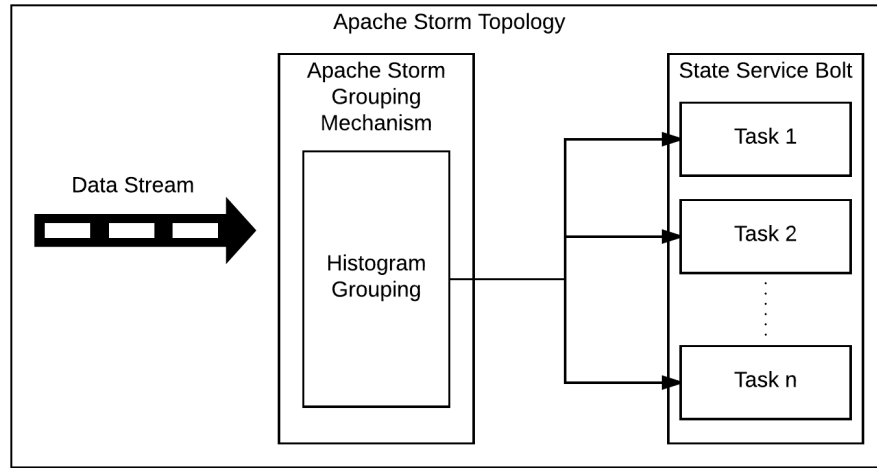 Apache Storm Topology
Apache Storm
Grouping
Mechanism
State Service Bolt
Task 1
Data Stream
Task 2
Histogram
Grouping
Task n